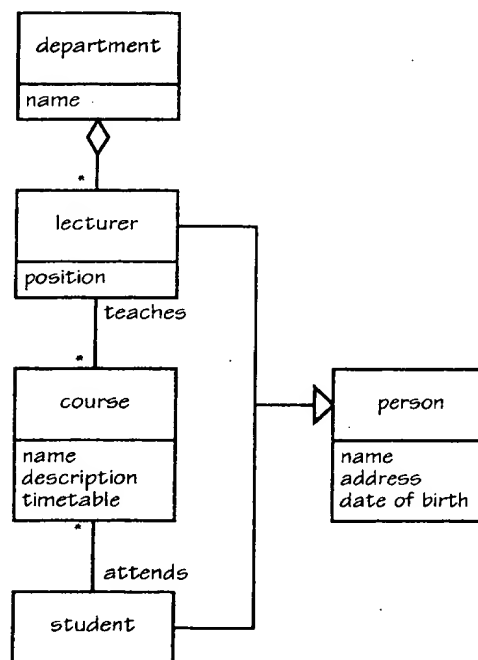 department
name
*
lecturer
position
teaches
*
course
name
description
timetable
*
attends
student
person
name
address
date of birth